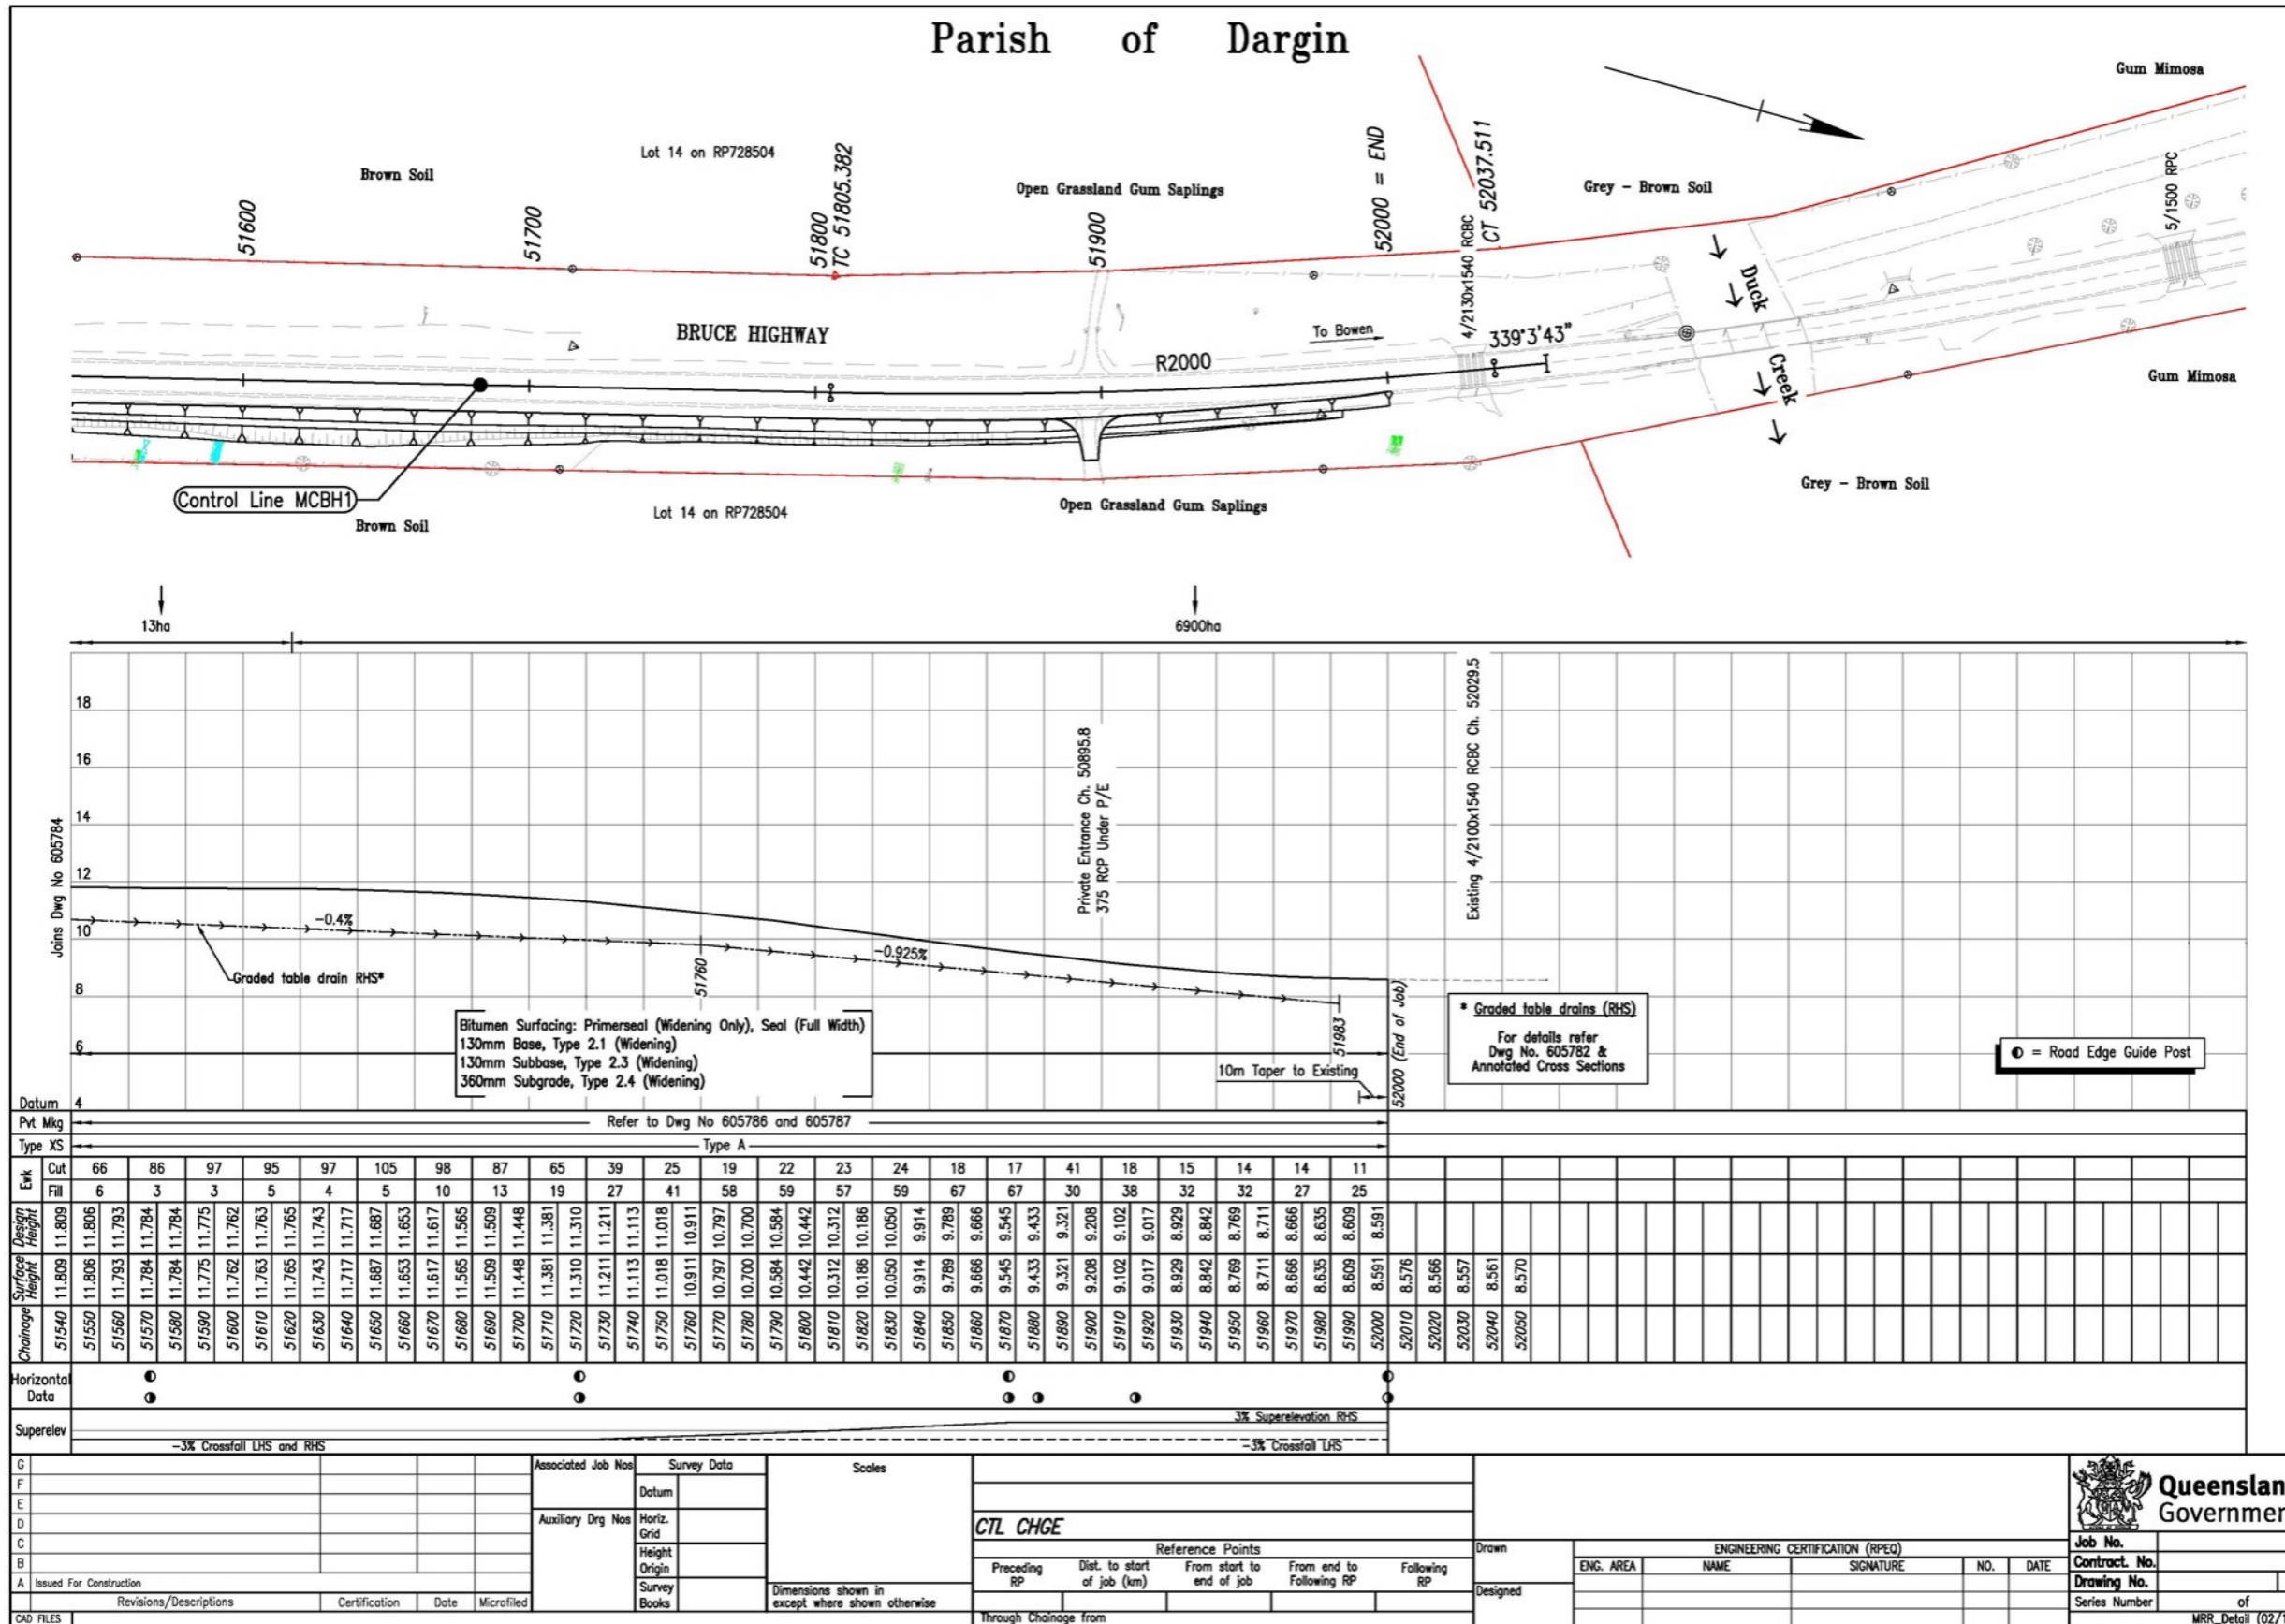 Parish of Dargin
Gum Mimosa
Lot 14 on RP728504
Brown Soil
Open Grassland Gum Saplings
Grey - Brown Soil
51600
51700
51800
TC 51805.382
51900
52000 = END
4/2130x1540 RCBC
CT 52037.511
5/1500 RPC
Duck
Creek
BRUCE HIGHWAY
To Bowen
R2000
339°3'43"
Gum Mimosa
Control Line MCBH1
Brown Soil
Lot 14 on RP728504
Open Grassland Gum Saplings
Grey - Brown Soil
13ha
6900ha
Joins Dwg No 605784
18
16
14
12
10
8
6
Datum 4
Private Entrance Ch. 50895.8
375 RCP Under P/E
Existing 4/2100x1540 RCBC Ch. 52029.5
-0.4%
-0.925%
Graded table drain RHS*
51760
51983
52000 (End of Job)
Bitumen Surfacing: Primerseal (Widening Only), Seal (Full Width)
130mm Base, Type 2.1 (Widening)
130mm Subbase, Type 2.3 (Widening)
360mm Subgrade, Type 2.4 (Widening)
10m Taper to Existing
* Graded table drains (RHS)
For details refer
Dwg No. 605782 &
Annotated Cross Sections
= Road Edge Guide Post
Pvt Mkg Refer to Dwg No 605786 and 605787
Type XS Type A
Ewk
Cut 66 86 97 95 97 105 98 87 65 39 25 19 22 23 24 18 17 41 18 15 14 14 11
Fill 6 3 3 5 4 5 10 13 19 27 41 58 59 57 59 67 67 30 38 32 32 27 25
Design Height 11.809 11.806 11.793 11.784 11.784 11.775 11.762 11.763 11.765 11.743 11.717 11.687 11.653 11.617 11.565 11.509 11.448 11.381 11.310 11.211 11.113 11.018 10.911 10.797 10.700 10.584 10.442 10.312 10.186 10.050 9.914 9.789 9.666 9.545 9.433 9.321 9.208 9.102 9.017 8.929 8.842 8.769 8.711 8.666 8.635 8.609 8.591
Surface Height 11.809 11.806 11.793 11.784 11.784 11.775 11.762 11.763 11.765 11.743 11.717 11.687 11.653 11.617 11.565 11.509 11.448 11.381 11.310 11.211 11.113 11.018 10.911 10.797 10.700 10.584 10.442 10.312 10.186 10.050 9.914 9.789 9.666 9.545 9.433 9.321 9.208 9.102 9.017 8.929 8.842 8.769 8.711 8.666 8.635 8.609 8.591 8.576 8.566 8.557 8.561 8.570
Chainage 51540 51550 51560 51570 51580 51590 51600 51610 51620 51630 51640 51650 51660 51670 51680 51690 51700 51710 51720 51730 51740 51750 51760 51770 51780 51790 51800 51810 51820 51830 51840 51850 51860 51870 51880 51890 51900 51910 51920 51930 51940 51950 51960 51970 51980 51990 52000 52010 52020 52030 52040 52050
Horizontal
Data
Superelev
-3% Crossfall LHS and RHS
3% Superelevation RHS
-3% Crossfall LHS
G
F
E
D
C
B
A Issued For Construction
Revisions/Descriptions Certification Date Microfilmed
CAD FILES
Associated Job Nos
Auxiliary Drg Nos
Survey Data
Datum
Horiz.
Grid
Height
Origin
Survey
Books
Scales
Dimensions shown in
except where shown otherwise
CTL CHGE
Reference Points
Preceding RP
Dist. to start of job (km)
From start to end of job
From end to Following RP
Following RP
Through Chainage from
Drawn
Designed
ENGINEERING CERTIFICATION (RPEQ)
ENG. AREA NAME SIGNATURE NO. DATE
Queenslan
Governmen
Job No.
Contract. No.
Drawing No.
Series Number of
MRR_Detail (02/1